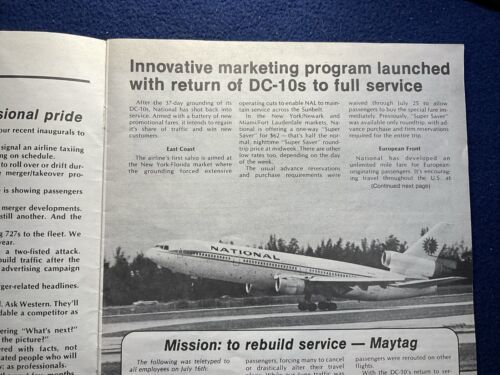 sional pride
our recent inaugurals to
signal an airline taxiing
ng on schedule.
to roll over or drift dur-
e merger/takeover pro-
e is showing passengers
merger developments.
still another. And the
g 727s to the fleet. We
year.
a two-fisted attack.
build traffic after the
advertising campaign
rger-related headlines.
. Ask Western. They'll
dable a competitor as
ering "What's next?"
the picture?"
ered with facts, not
ated people who will
as professionals.
Innovative marketing program launched
with return of DC-10s to full service
After the 37-day grounding of its
DC-10s, National has shot back into
service. Armed with a battery of new
promotional fares, it intends to regain
it's share of traffic and win new
customers.
East Coast
The airline's first salvo is aimed at
the New York-Florida market where
the grounding forced extensive
operating cuts to enable NAL to main-
tain service across the Sunbelt.
In the New York/Newark and
Miami/Fort Lauderdale markets, Na-
tional is offering a one-way "Super
Saver" for $62 — that's half the nor-
mal, nighttime "Super Saver" round-
trip price at midweek. There are other
low rates too, depending on the day
of the week.
The usual advance reservations
and purchase requirements were
waived through July 25 to allow
passengers to buy the special fare im-
mediately. Previously, "Super Saver"
was available only roundtrip, with ad-
vance purchase and firm reservations
required for the entire trip.
European Front
National has developed an
unlimited mile fare for European
originating passengers. It's encourag-
ing travel throughout the U.S. at
(Continued next page)
NATIONAL
Mission: to rebuild service — Maytag
The following was teletyped to
all employees on July 16th:
passengers, forcing many to cancel
or drastically alter their travel
passengers were rerouted on other
flights.
With the DC-10's return to ser-